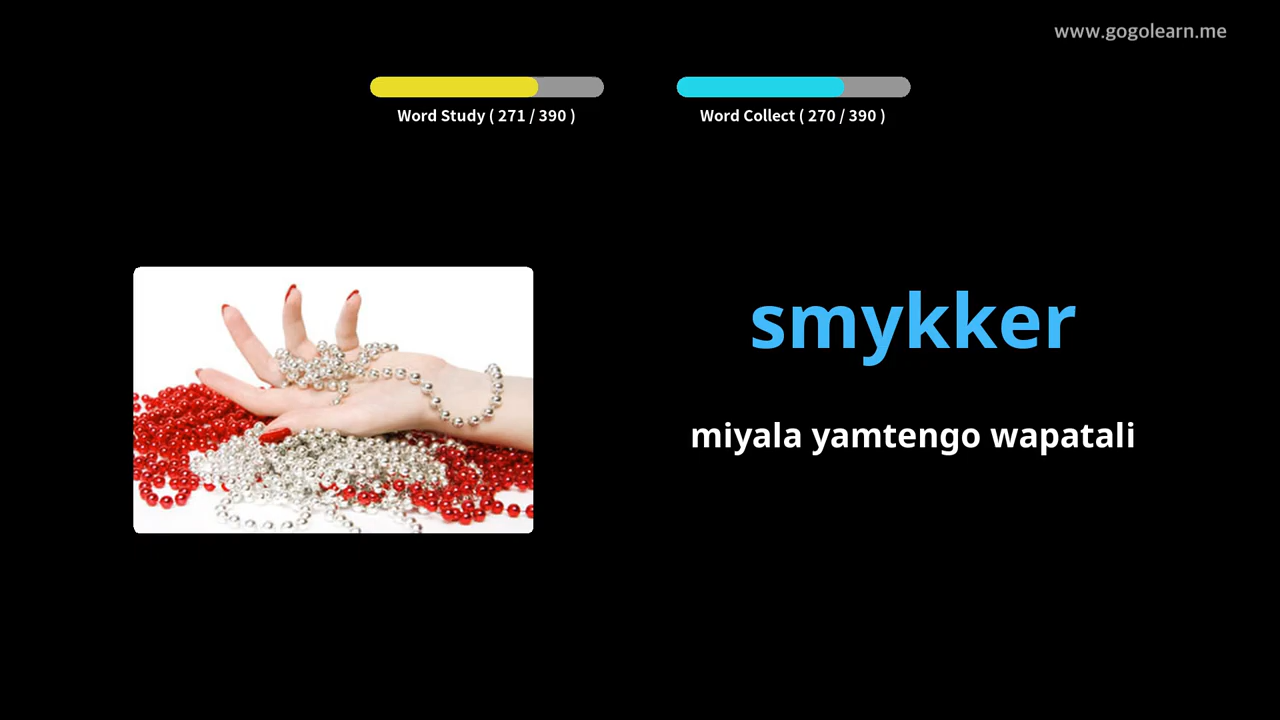 www.gogolearn.me
Word Study ( 271 / 390 )
Word Collect ( 270 / 390 )
smykker
miyala yamtengo wapatali